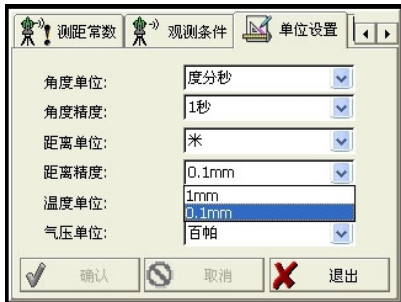 测距常数 观测条件 单位设置
角度单位: 度分秒
角度精度: 1秒
距离单位: 米
距离精度: 0.1mm
1mm
温度单位: 0.1mm
气压单位: 百帕
确认 取消 退出